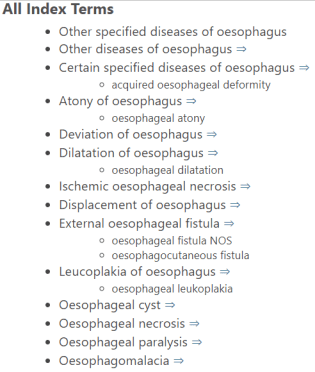 All Index Terms
Other specified diseases of oesophagus
Other diseases of oesophagus ⇒
Certain specified diseases of oesophagus ⇒
acquired oesophageal deformity
Atony of oesophagus ⇒
oesophageal atony
Deviation of oesophagus ⇒
Dilatation of oesophagus ⇒
oesophageal dilatation
Ischemic oesophageal necrosis ⇒
Displacement of oesophagus ⇒
External oesophageal fistula ⇒
oesophageal fistula NOS
oesophagocutaneous fistula
Leucoplakia of oesophagus ⇒
oesophageal leukoplakia
Oesophageal cyst ⇒
Oesophageal necrosis ⇒
Oesophageal paralysis ⇒
Oesophagomalacia ⇒